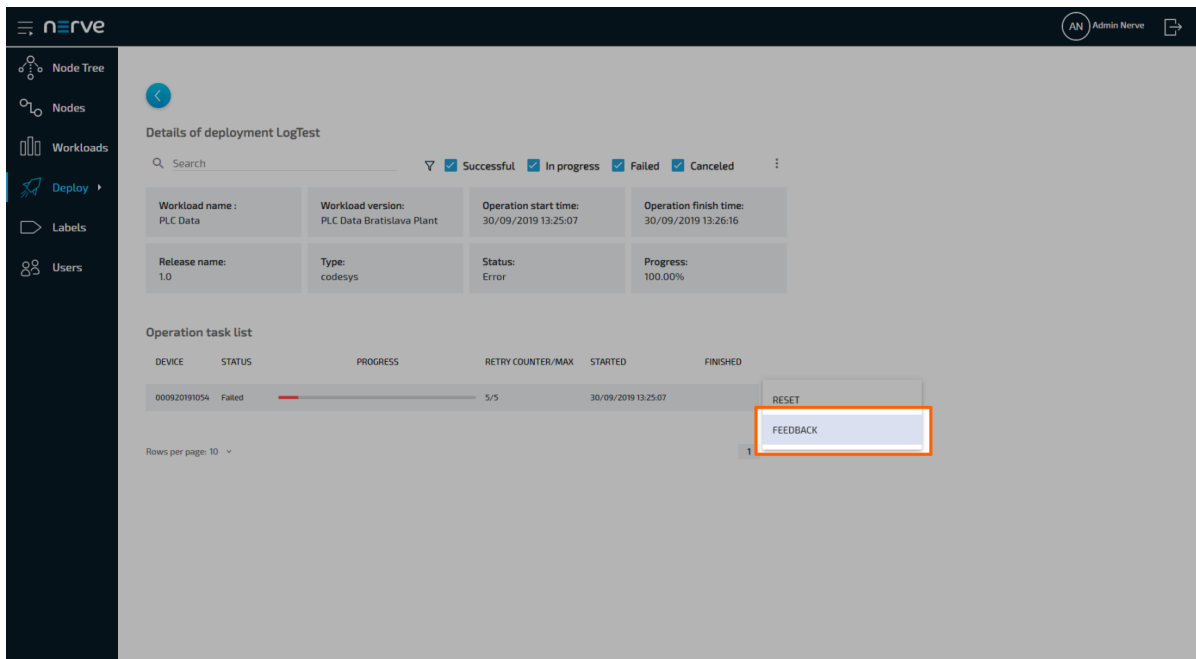 nerve
AN Admin Nerve
Node Tree
Nodes
Workloads
Deploy
Labels
Users
Details of deployment LogTest
Search
Successful In progress Failed Canceled
Workload name : Workload version: Operation start time: Operation finish time:
PLC Data PLC Data Bratislava Plant 30/09/2019 13:25:07 30/09/2019 13:26:16
Release name: Type: Status: Progress:
1.0 codesys Error 100.00%
Operation task list
DEVICE STATUS PROGRESS RETRY COUNTER/MAX STARTED FINISHED
000920191054 Failed 5/5 30/09/2019 13:25:07
RESET
FEEDBACK
Rows per page: 10 1